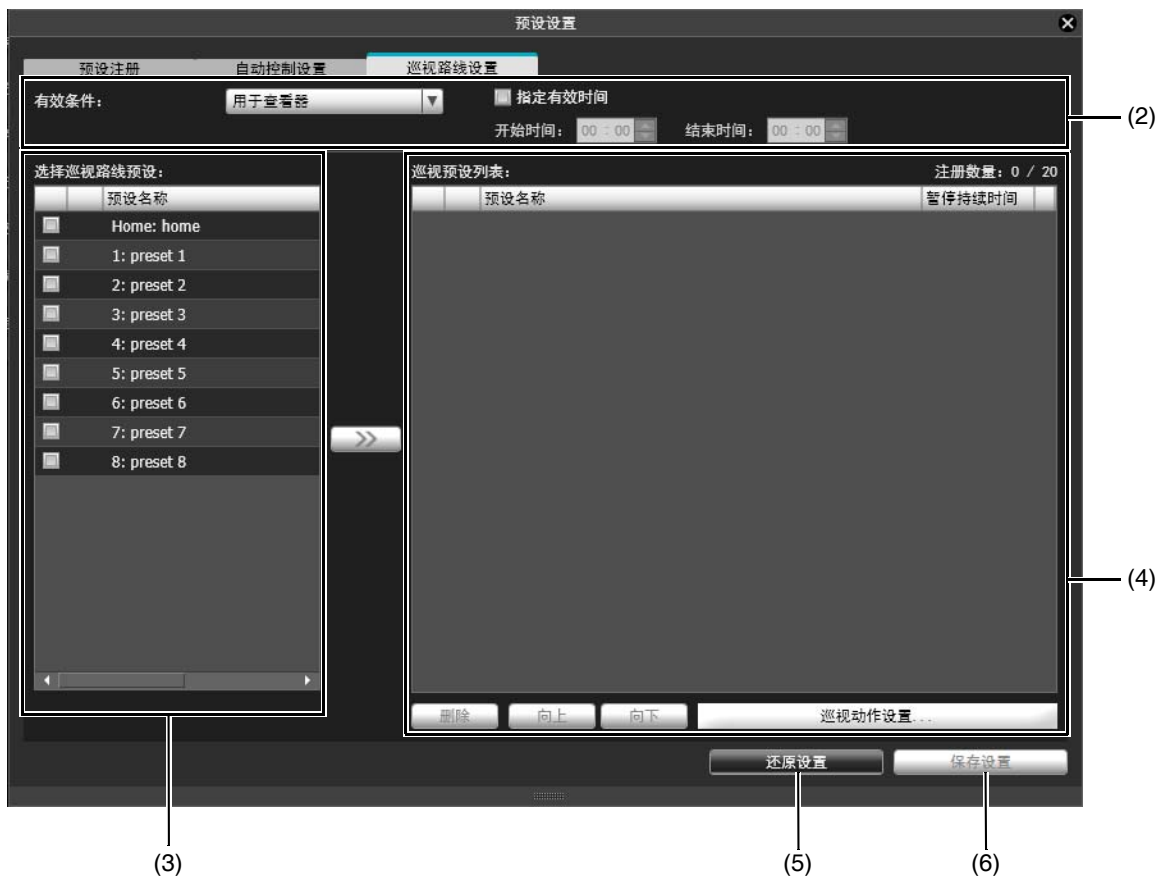 预设设置
预设注册 自动控制设置 巡视路线设置
有效条件： 用于查看器 指定有效时间
开始时间： 00 : 00 结束时间： 00 : 00
(2)
选择巡视路线预设：
预设名称
Home: home
1: preset 1
2: preset 2
3: preset 3
4: preset 4
5: preset 5
6: preset 6
7: preset 7
8: preset 8
>>
巡视预设列表： 注册数量：0 / 20
预设名称 暂停持续时间
(4)
删除 向上 向下 巡视动作设置...
还原设置 保存设置
(3) (5) (6)